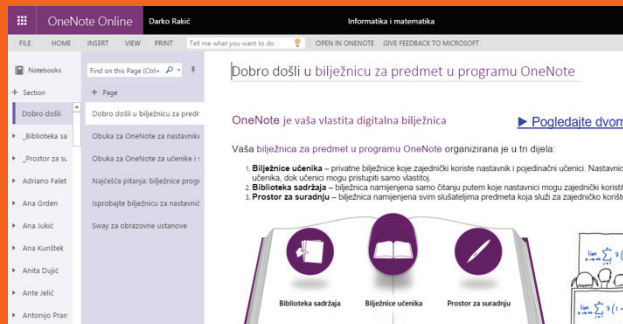 OneNote Online Darko Rakić Informatika i matematika
FILE HOME INSERT VIEW PRINT Tell me what you want to do OPEN IN ONENOTE GIVE FEEDBACK TO MICROSOFT
Notebooks
Find on this Page (Ctrl+
Dobro došli u bilježnicu za predmet u programu OneNote
+ Section
+ Page
Dobro došli
Dobro došli u bilježnicu za predr
_Biblioteka sa
Obuka za OneNote za nastavnike
_Prostor za su
Obuka za OneNote za učenike i s
Adriano Falet
Najčešća pitanja: bilježnice progr
Ana Grden
Isprobajte bilježnicu za nastavnič
Ana Jukić
Sway za obrazovne ustanove
Ana Kunštek
Anita Dujić
Ante Jelić
Antonijo Pran
OneNote je vaša vlastita digitalna bilježnica
▶ Pogledajte dvom
Vaša bilježnica za predmet u programu OneNote organizirana je u tri dijela:
1. Bilježnice učenika – privatne bilježnice koje zajednički koriste nastavnik i pojedinačni učenici. Nastavnic
učenika, dok učenici mogu pristupiti samo vlastitoj.
2. Biblioteka sadržaja – bilježnica namijenjena samo čitanju putem koje nastavnici mogu zajednički koristit
3. Prostor za suradnju – bilježnica namijenjena svim slušateljima predmeta koja služi za zajedničko korište
Biblioteka sadržaja Bilježnice učenika Prostor za suradnju